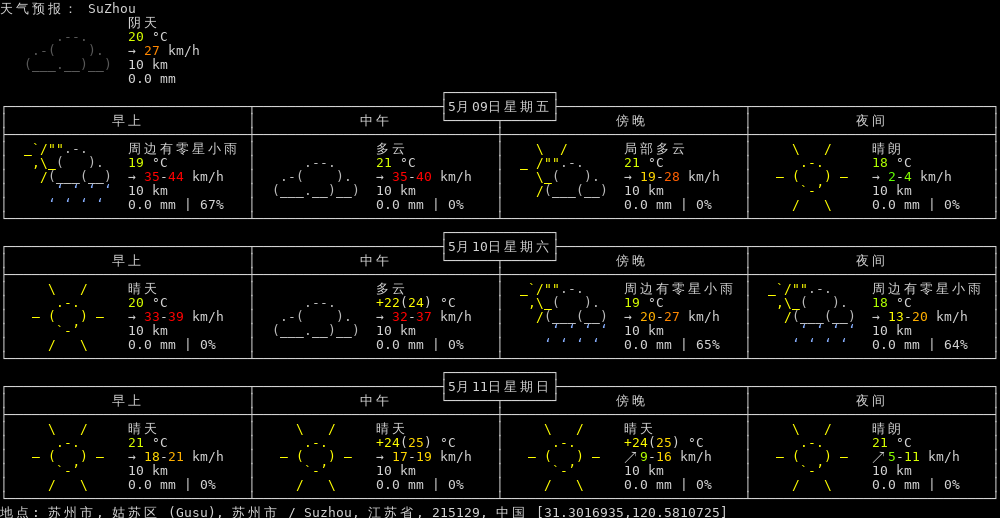 天气预报: SuZhou
阴天
20 °C
→ 27 km/h
10 km
0.0 mm
5月09日星期五
早上 中午 傍晚 夜间
周边有零星小雨 多云 局部多云 晴朗
19 °C 21 °C 21 °C 18 °C
→ 35-44 km/h → 35-40 km/h → 19-28 km/h → 2-4 km/h
10 km 10 km 10 km 10 km
0.0 mm | 67% 0.0 mm | 0% 0.0 mm | 0% 0.0 mm | 0%
5月10日星期六
早上 中午 傍晚 夜间
晴天 多云 周边有零星小雨 周边有零星小雨
20 °C +22(24) °C 19 °C 18 °C
→ 33-39 km/h → 32-37 km/h → 20-27 km/h → 13-20 km/h
10 km 10 km 10 km 10 km
0.0 mm | 0% 0.0 mm | 0% 0.0 mm | 65% 0.0 mm | 64%
5月11日星期日
早上 中午 傍晚 夜间
晴天 晴天 晴天 晴朗
21 °C +24(25) °C +24(25) °C 21 °C
→ 18-21 km/h → 17-19 km/h ↗ 9-16 km/h ↗ 5-11 km/h
10 km 10 km 10 km 10 km
0.0 mm | 0% 0.0 mm | 0% 0.0 mm | 0% 0.0 mm | 0%
地点: 苏州市, 姑苏区 (Gusu), 苏州市 / Suzhou, 江苏省, 215129, 中国 [31.3016935,120.5810725]